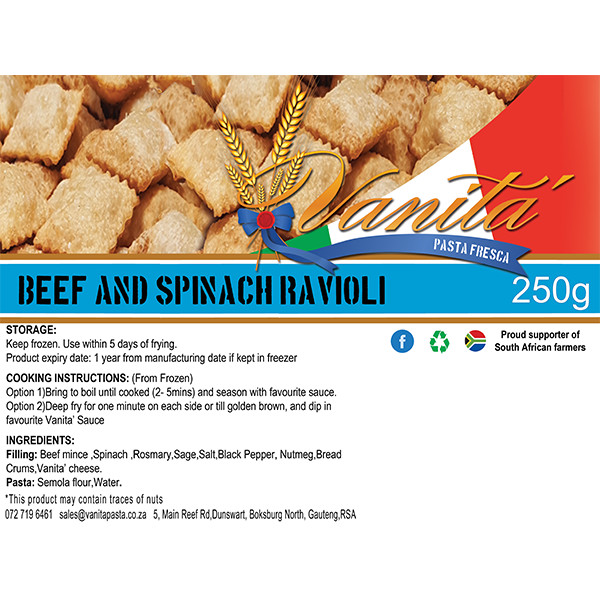 Vanitá
PASTA FRESCA
BEEF AND SPINACH RAVIOLI
250g
STORAGE:
Keep frozen. Use within 5 days of frying.
Product expiry date: 1 year from manufacturing date if kept in freezer
Proud supporter of
South African farmers
COOKING INSTRUCTIONS: (From Frozen)
Option 1)Bring to boil until cooked (2- 5mins) and season with favourite sauce.
Option 2)Deep fry for one minute on each side or till golden brown, and dip in
favourite Vanita' Sauce
INGREDIENTS:
Filling: Beef mince ,Spinach ,Rosmary,Sage,Salt,Black Pepper, Nutmeg,Bread
Crums,Vanita' cheese.
Pasta: Semola flour,Water.
*This product may contain traces of nuts
072 719 6461 sales@vanitapasta.co.za 5, Main Reef Rd,Dunswart, Boksburg North, Gauteng,RSA